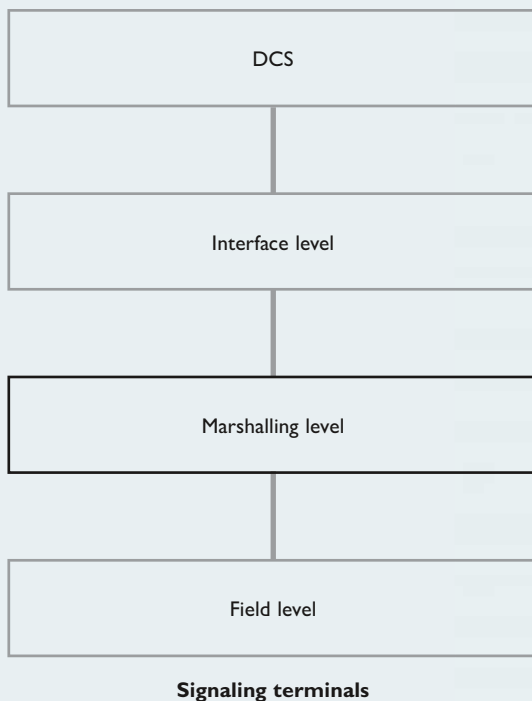 DCS
Interface level
Marshalling level
Field level
Signaling terminals